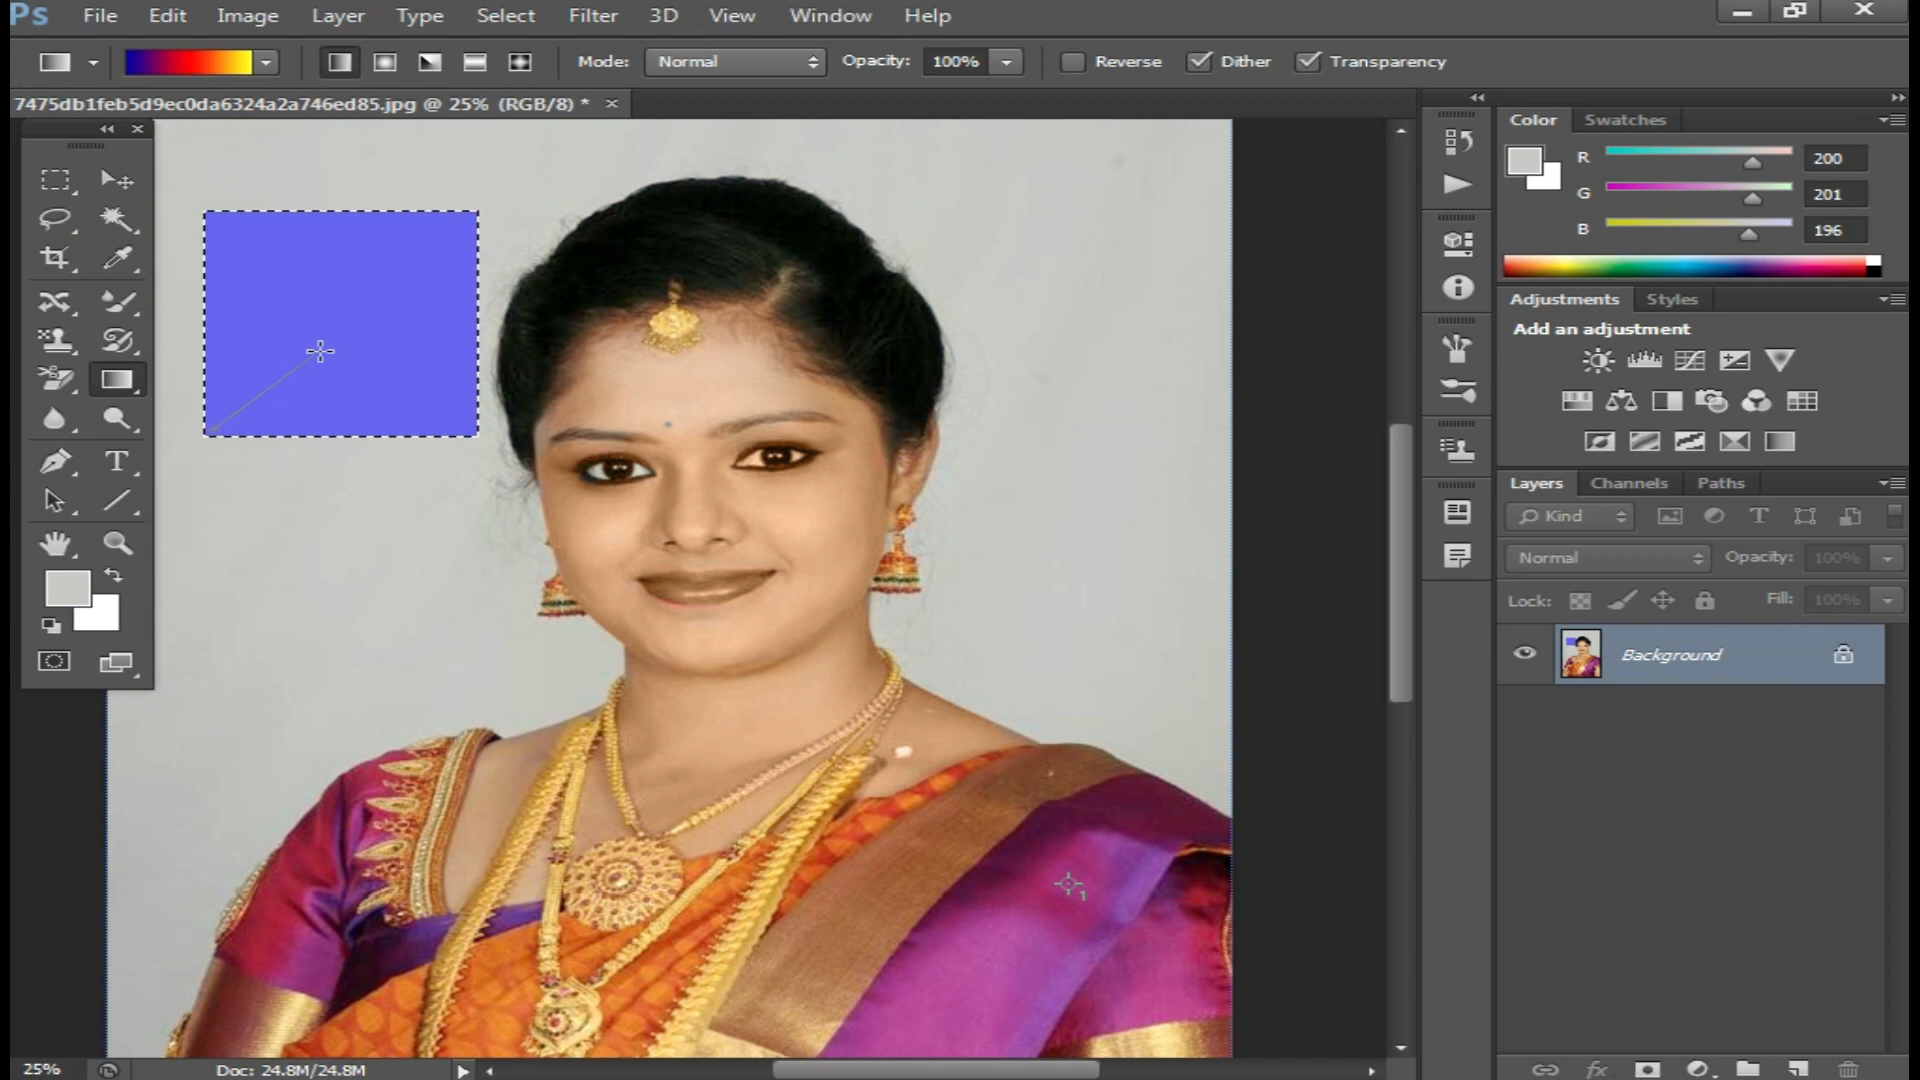 Ps File Edit Image Layer Type Select Filter 3D View Window Help
Mode: Normal Opacity: 100% Reverse Dither Transparency
7475db1feb5d9ec0da6324a2a746ed85.jpg @ 25% (RGB/8) *
Color Swatches
R 200
G 201
B 196
Adjustments Styles
Add an adjustment
Layers Channels Paths
Kind
Normal Opacity: 100%
Lock: Fill: 100%
Background
1
25% Doc: 24.8M/24.8M